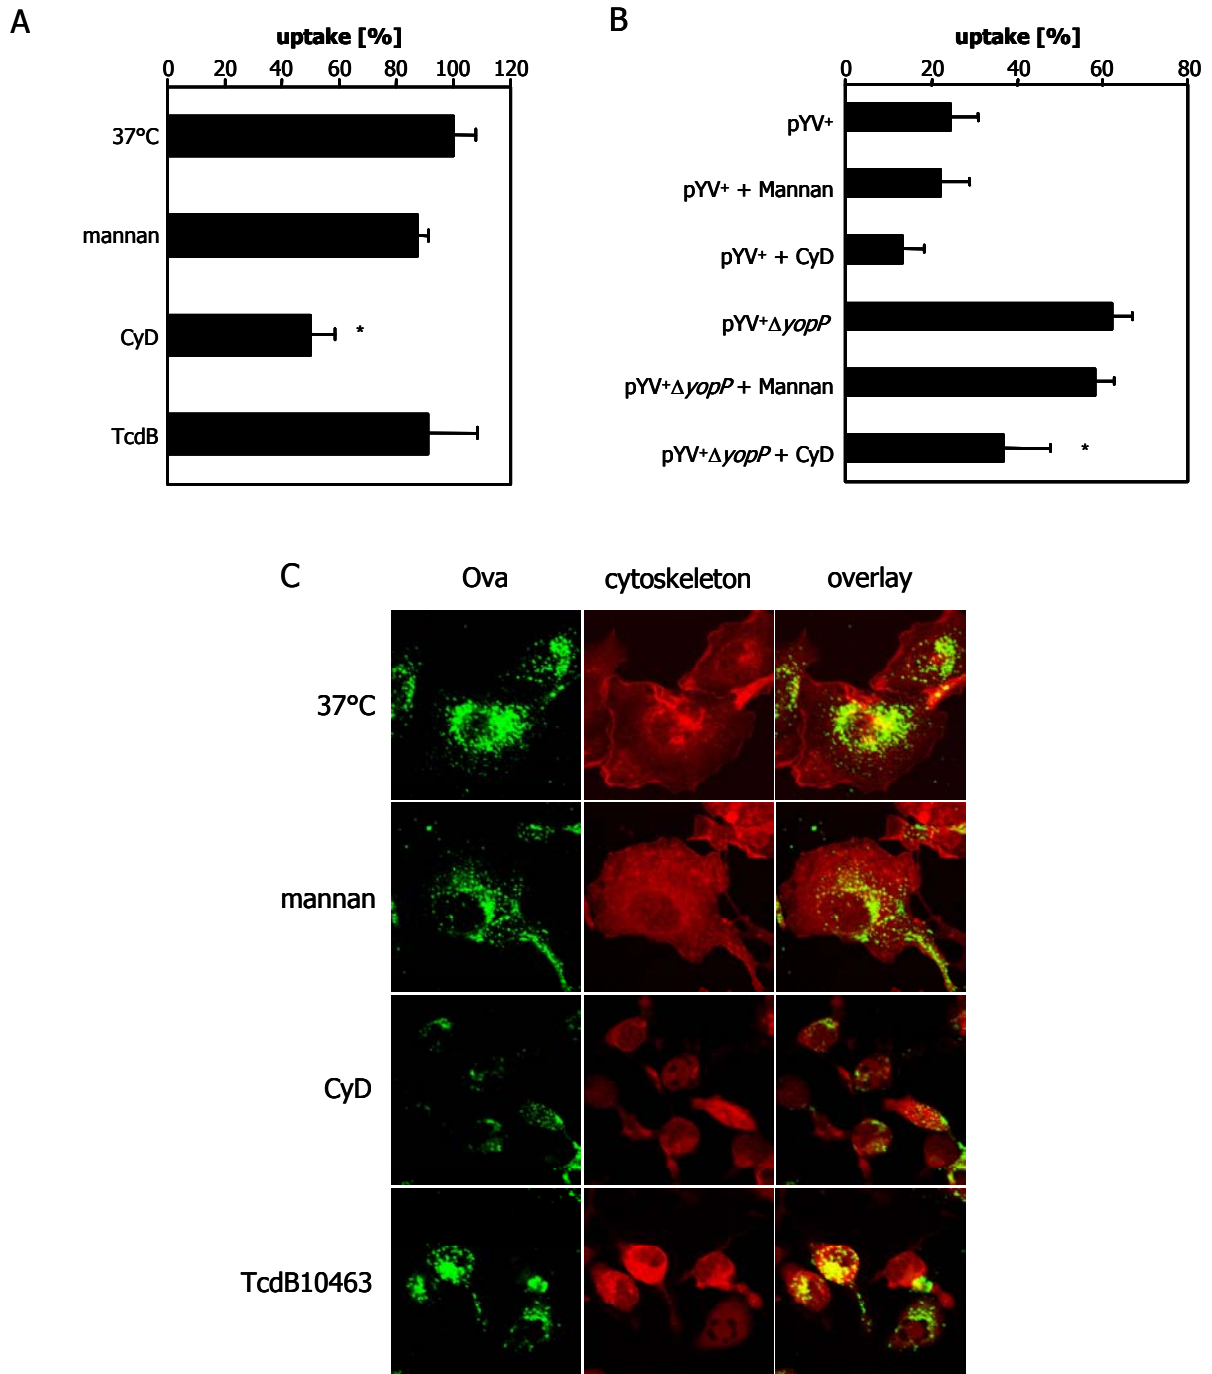 A
uptake [%]
0 20 40 60 80 100 120
37°C
mannan
CyD *
TcdB
B
uptake [%]
0 20 40 60 80
pYV+
pYV+ + Mannan
pYV+ + CyD
pYV+ΔyopP
pYV+ΔyopP + Mannan
pYV+ΔyopP + CyD *
C Ova cytoskeleton overlay
37°C
mannan
CyD
TcdB10463